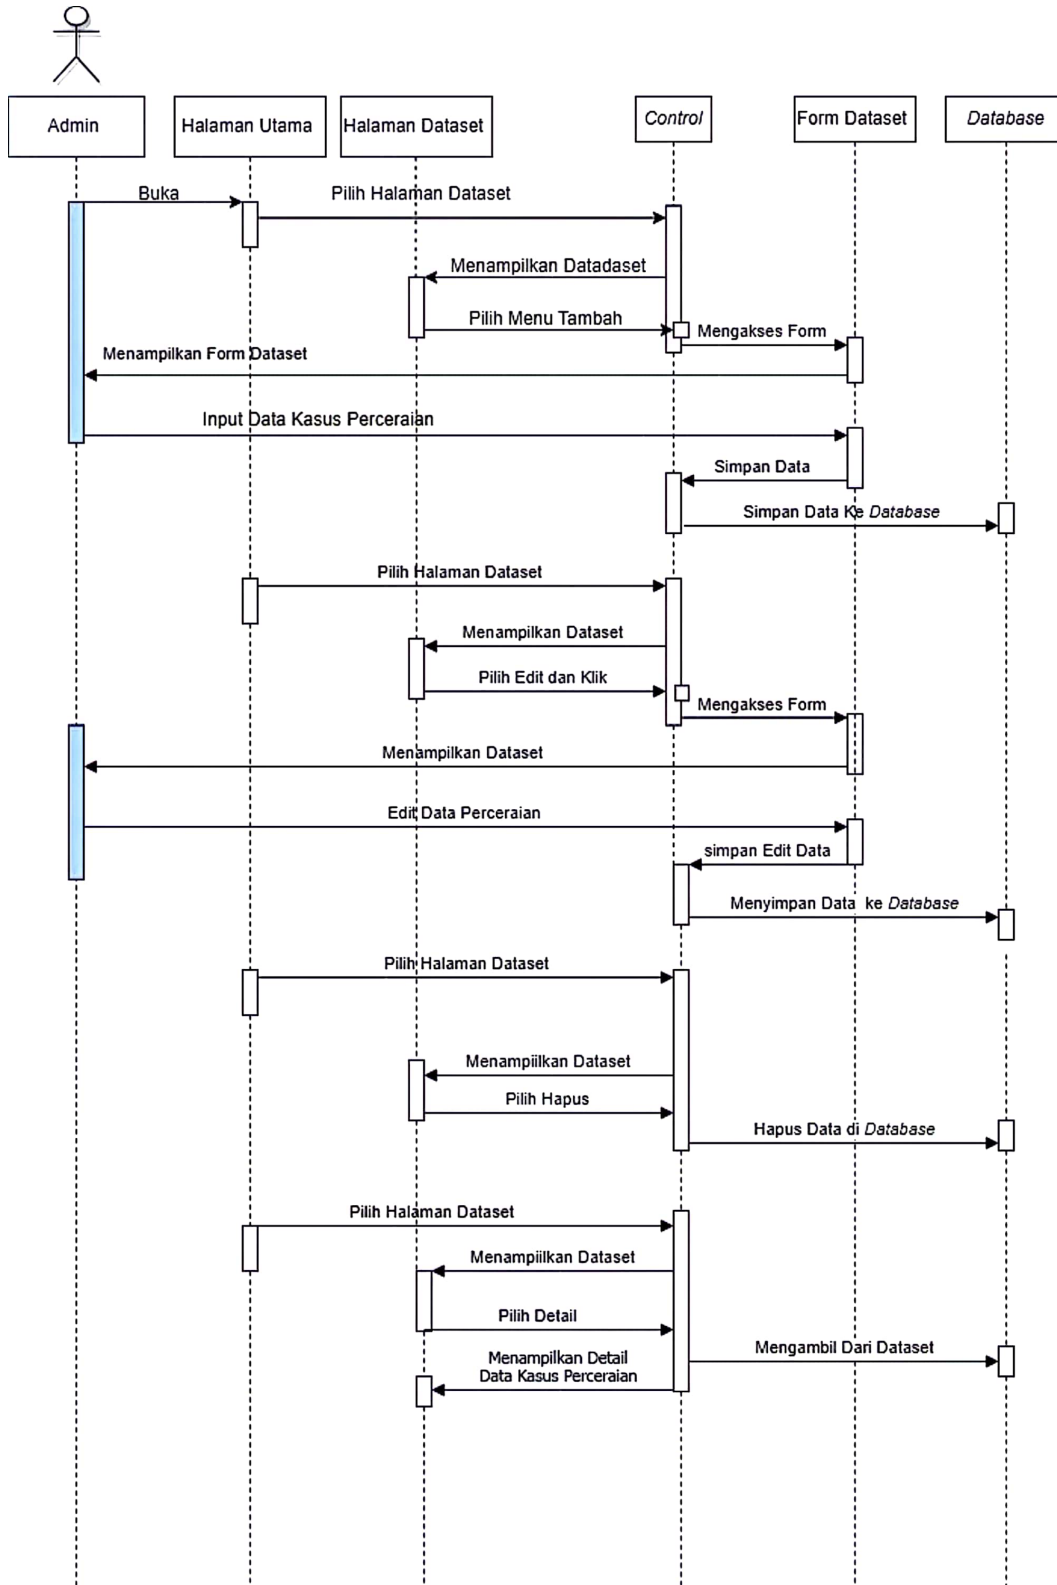 Admin
Halaman Utama
Halaman Dataset
Control
Form Dataset
Database
Buka
Pilih Halaman Dataset
Menampilkan Datadaset
Pilih Menu Tambah
Mengakses Form
Menampilkan Form Dataset
Input Data Kasus Perceraian
Simpan Data
Simpan Data Ke Database
Pilih Halaman Dataset
Menampilkan Dataset
Pilih Edit dan Klik
Mengakses Form
Menampilkan Dataset
Edit Data Perceraian
simpan Edit Data
Menyimpan Data ke Database
Pilih Halaman Dataset
Menampiilkan Dataset
Pilih Hapus
Hapus Data di Database
Pilih Halaman Dataset
Menampiilkan Dataset
Pilih Detail
Mengambil Dari Dataset
Menampilkan Detail
Data Kasus Perceraian